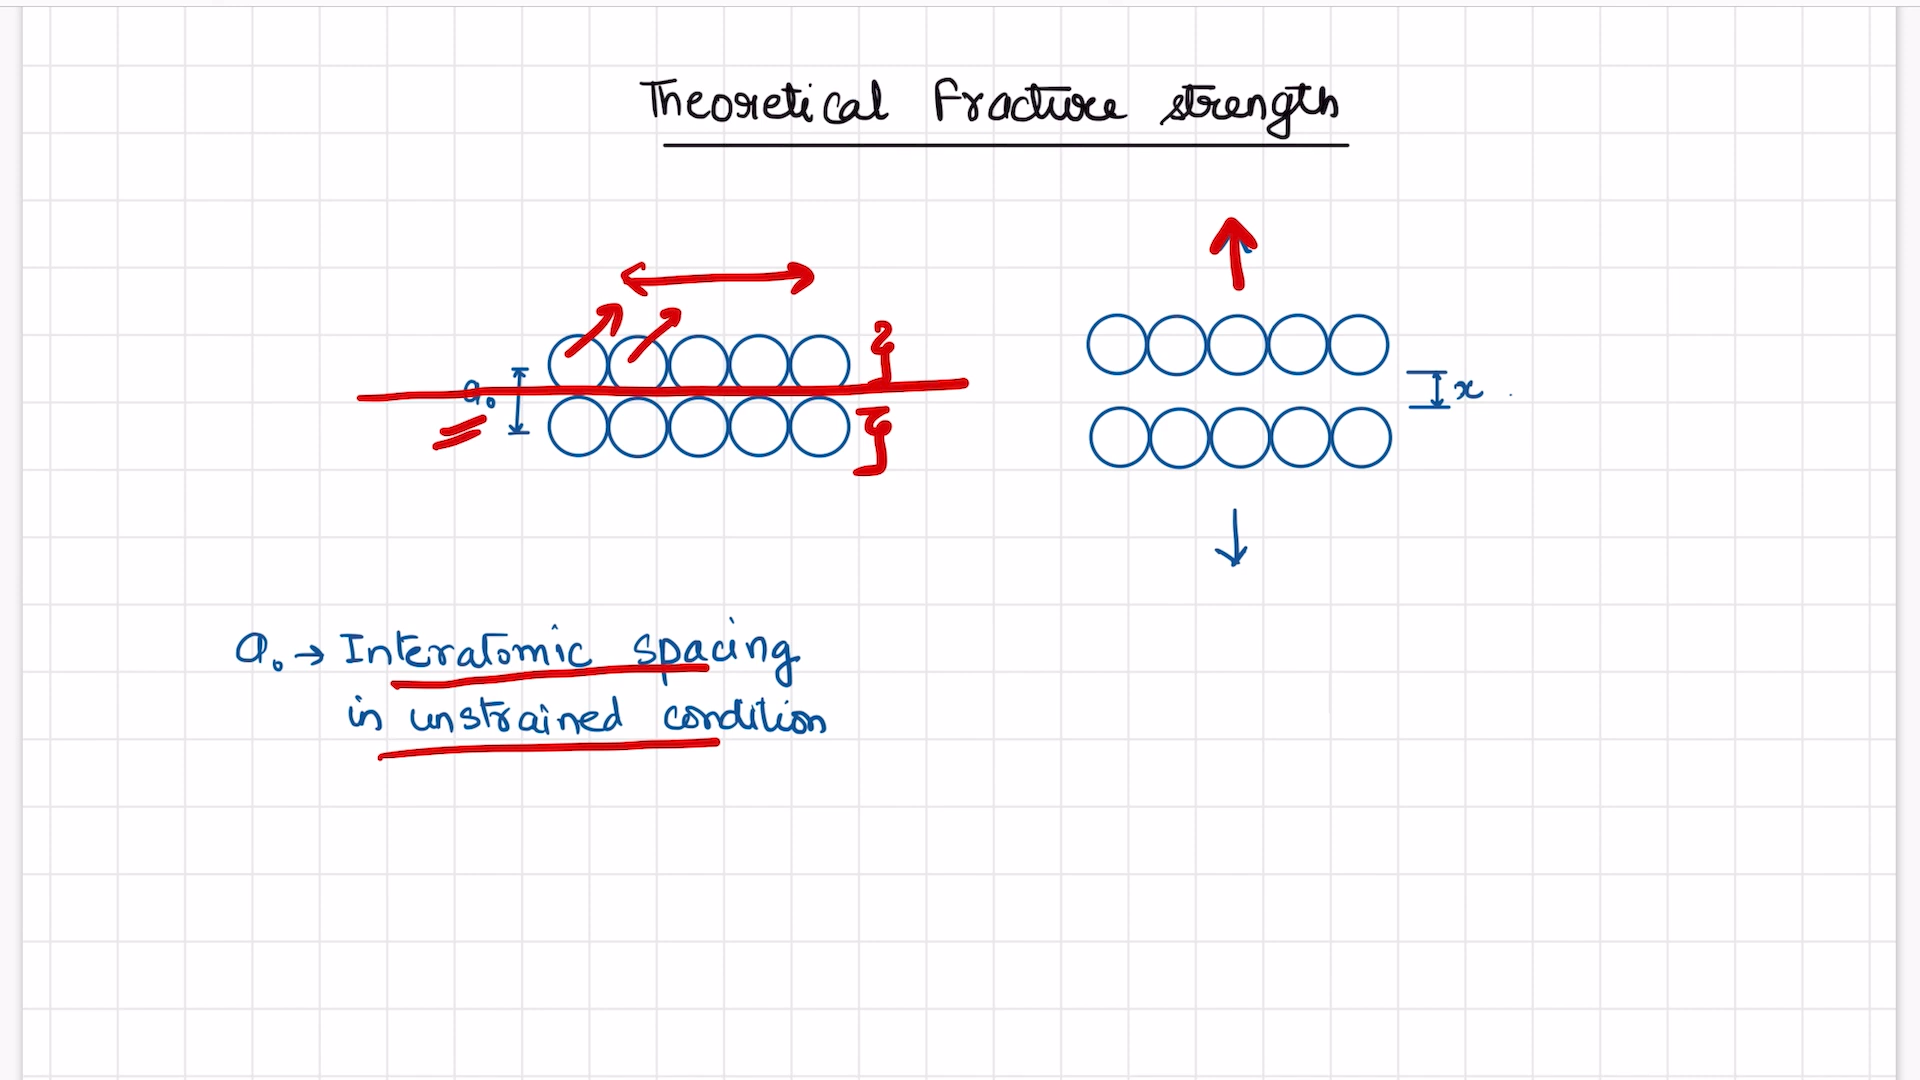 Theoretical Fracture strength
a₀
x
a₀ → Interatomic spacing
in unstrained condition